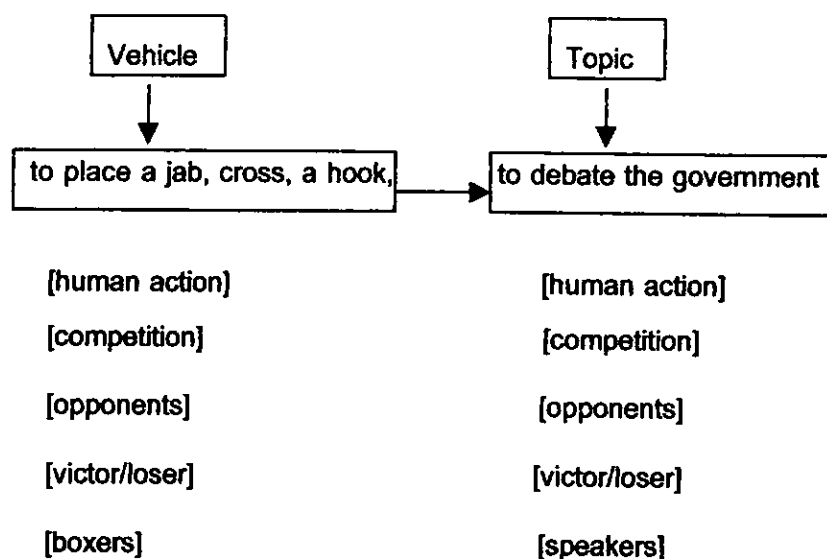 Vehicle
Topic
to place a jab, cross, a hook,
to debate the government
[human action]
[human action]
[competition]
[competition]
[opponents]
[opponents]
[victor/loser]
[victor/loser]
[boxers]
[speakers]